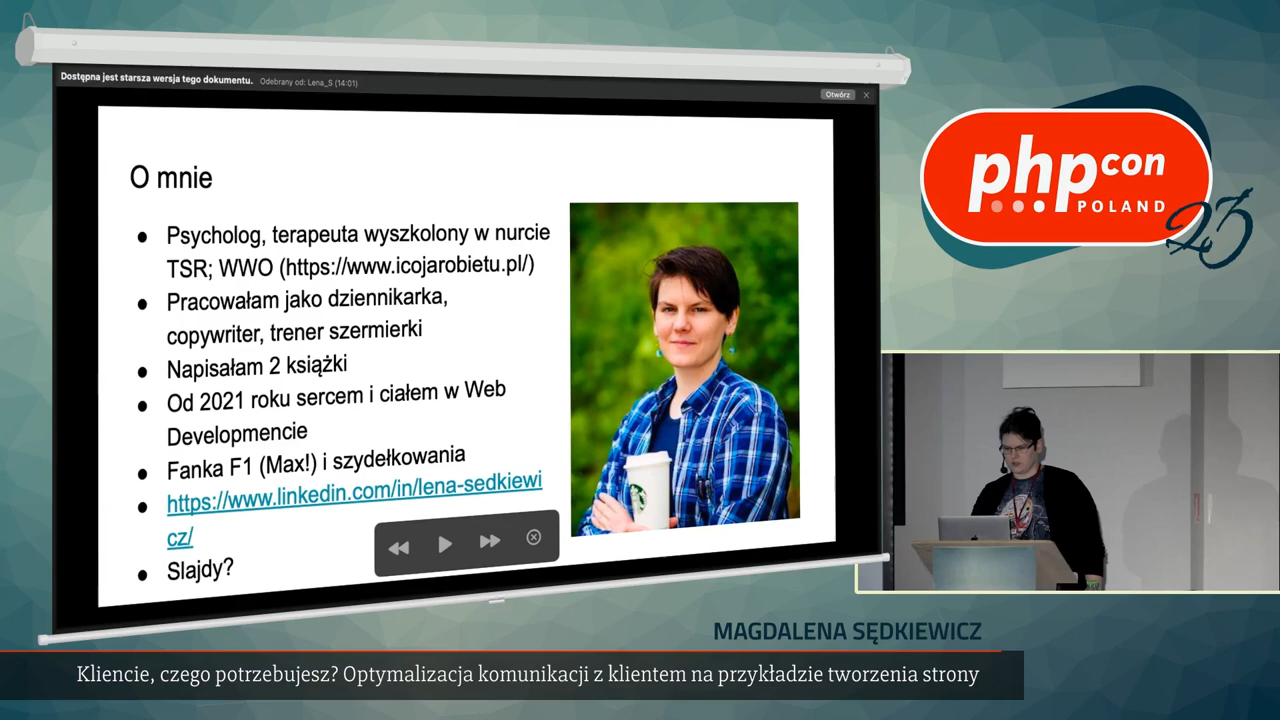 Dostępna jest starsza wersja tego dokumentu. Odebrany od: Lena_S (14:01)
Otwórz
O mnie
Psycholog, terapeuta wyszkolony w nurcie
TSR; WWO (https://www.icojarobietu.pl/)
Pracowałam jako dziennikarka,
copywriter, trener szermierki
Napisałam 2 książki
Od 2021 roku sercem i ciałem w Web
Developmencie
Fanka F1 (Max!) i szydełkowania
https://www.linkedin.com/in/lena-sedkiewi
cz/
Slajdy?
phpcon
POLAND
23
MAGDALENA SĘDKIEWICZ
Kliencie, czego potrzebujesz? Optymalizacja komunikacji z klientem na przykładzie tworzenia strony